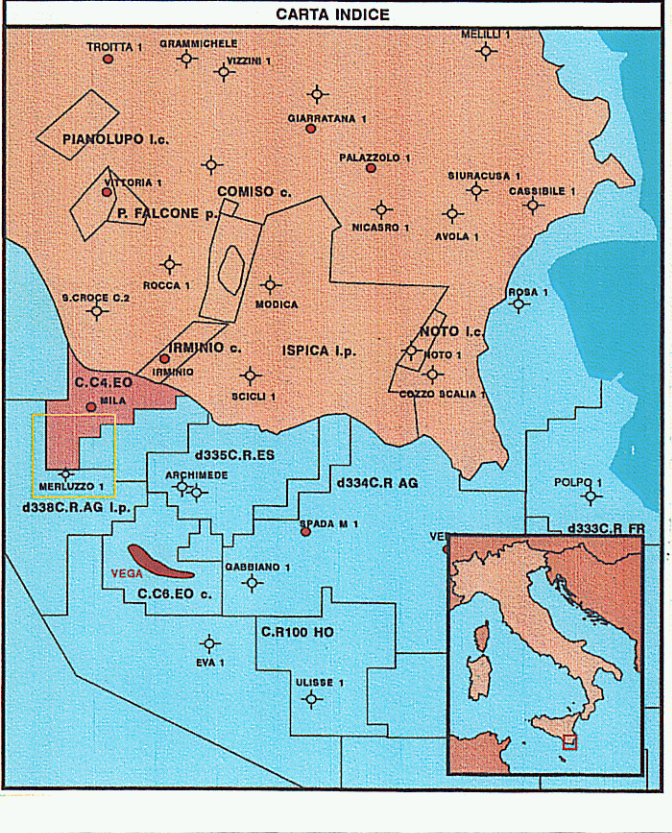 CARTA INDICE
MELILLI 1
TROITTA 1
GRAMMICHELE
VIZZINI 1
GIARRATANA 1
PIANOLUPO l.c.
PALAZZOLO 1
VITTORIA 1
COMISO c.
SIURACUSA 1
CASSIBILE 1
P. FALCONE p.
NICASRO 1
AVOLA 1
ROCCA 1
MODICA
ROSA 1
S.CROCE C.2
NOTO l.c.
IRMINIO c.
ISPICA l.p.
NOTO 1
IRMINIO
C.C4.EO
SCICLI 1
COZZO SCALIA 1
MILA
d335C.R.ES
ARCHIMEDE
d334C.R AG
MERLUZZO 1
POLPO 1
d338C.R.AG l.p.
SPADA M 1
d333C.R FR
VEGA
GABBIANO 1
C.C6.EO c.
C.R100 HO
EVA 1
ULISSE 1